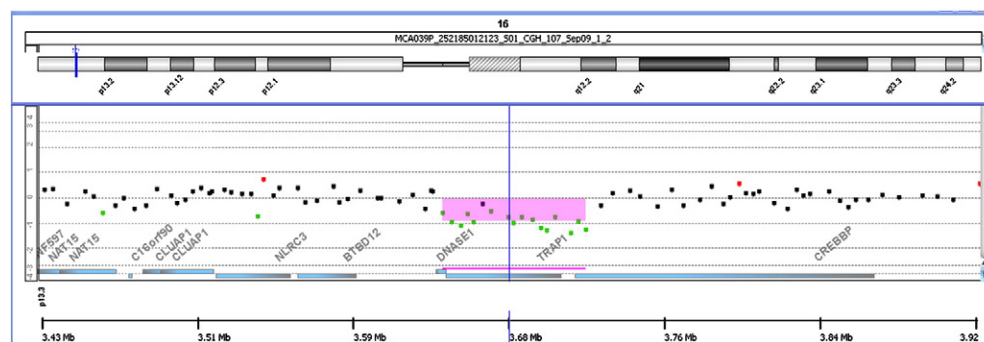 16
MCA039P_252185012123_S01_CGH_107_Sep09_1_2
p13.2 p13.12 p12.3 p12.1 q12.2 q21 q22.2 q23.1 q23.3 q24.2
NAT15 NAT15 C16orf90 CLUAP1 CLUAP1 NLRC3 BTBD12 DNASE1 TRAP1 CREBBP
p13.3
3.43 Mb 3.51 Mb 3.59 Mb 3.68 Mb 3.76 Mb 3.84 Mb 3.92